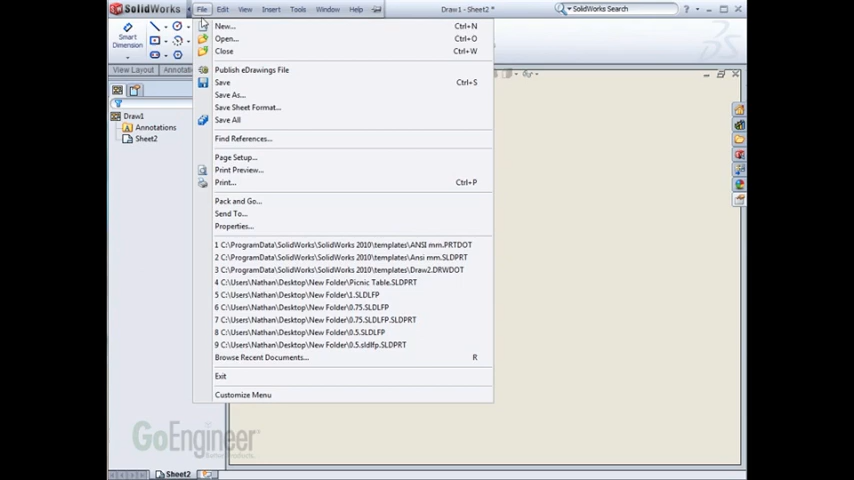 SolidWorks File Edit View Insert Tools Window Help Draw1 - Sheet2 * SolidWorks Search
Smart
Dimension
View Layout Annotatio
Draw1
Annotations
Sheet2
New... Ctrl+N
Open... Ctrl+O
Close Ctrl+W
Publish eDrawings File
Save Ctrl+S
Save As...
Save Sheet Format...
Save All
Find References...
Page Setup...
Print Preview...
Print... Ctrl+P
Pack and Go...
Send To...
Properties...
1 C:\ProgramData\SolidWorks\SolidWorks 2010\templates\ANSI mm.PRTDOT
2 C:\ProgramData\SolidWorks\SolidWorks 2010\templates\Ansi mm.SLDPRT
3 C:\ProgramData\SolidWorks\SolidWorks 2010\templates\Draw2.DRWDOT
4 C:\Users\Nathan\Desktop\New Folder\Picnic Table.SLDPRT
5 C:\Users\Nathan\Desktop\New Folder\1.SLDLFP
6 C:\Users\Nathan\Desktop\New Folder\0.75.SLDLFP
7 C:\Users\Nathan\Desktop\New Folder\0.75.SLDLFP.SLDPRT
8 C:\Users\Nathan\Desktop\New Folder\0.5.SLDLFP
9 C:\Users\Nathan\Desktop\New Folder\0.5.sldlfp.SLDPRT
Browse Recent Documents... R
Exit
Customize Menu
GoEngineer
Sheet2